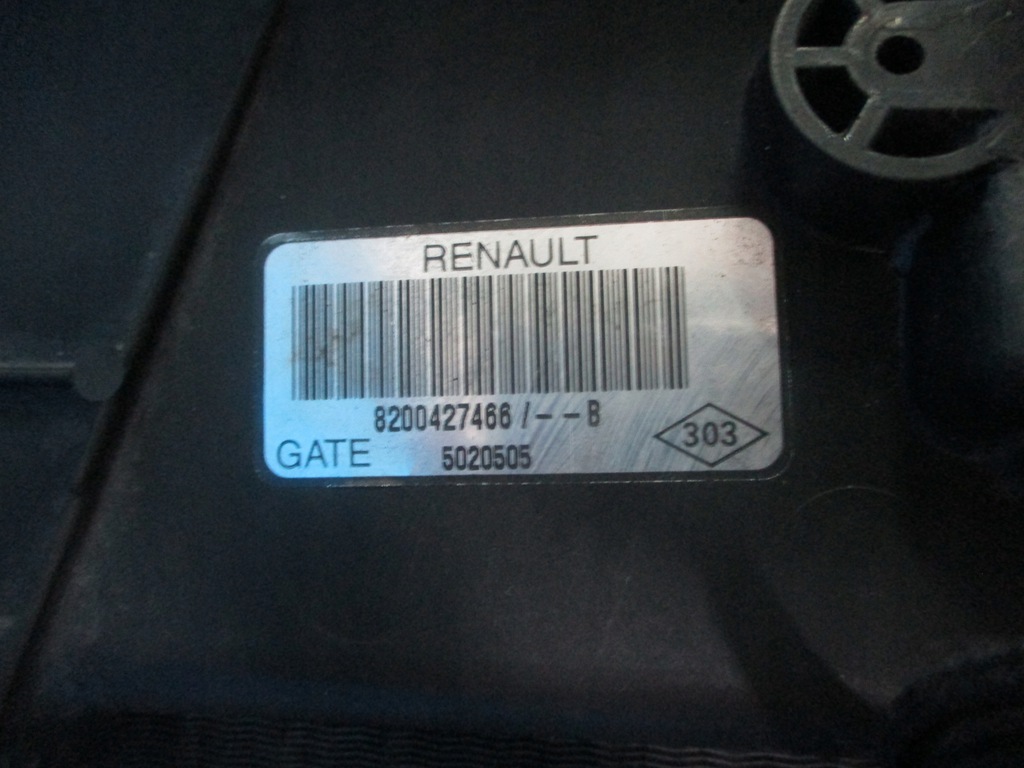 RENAULT
8200427466 / - - B
303
GATE 5020505